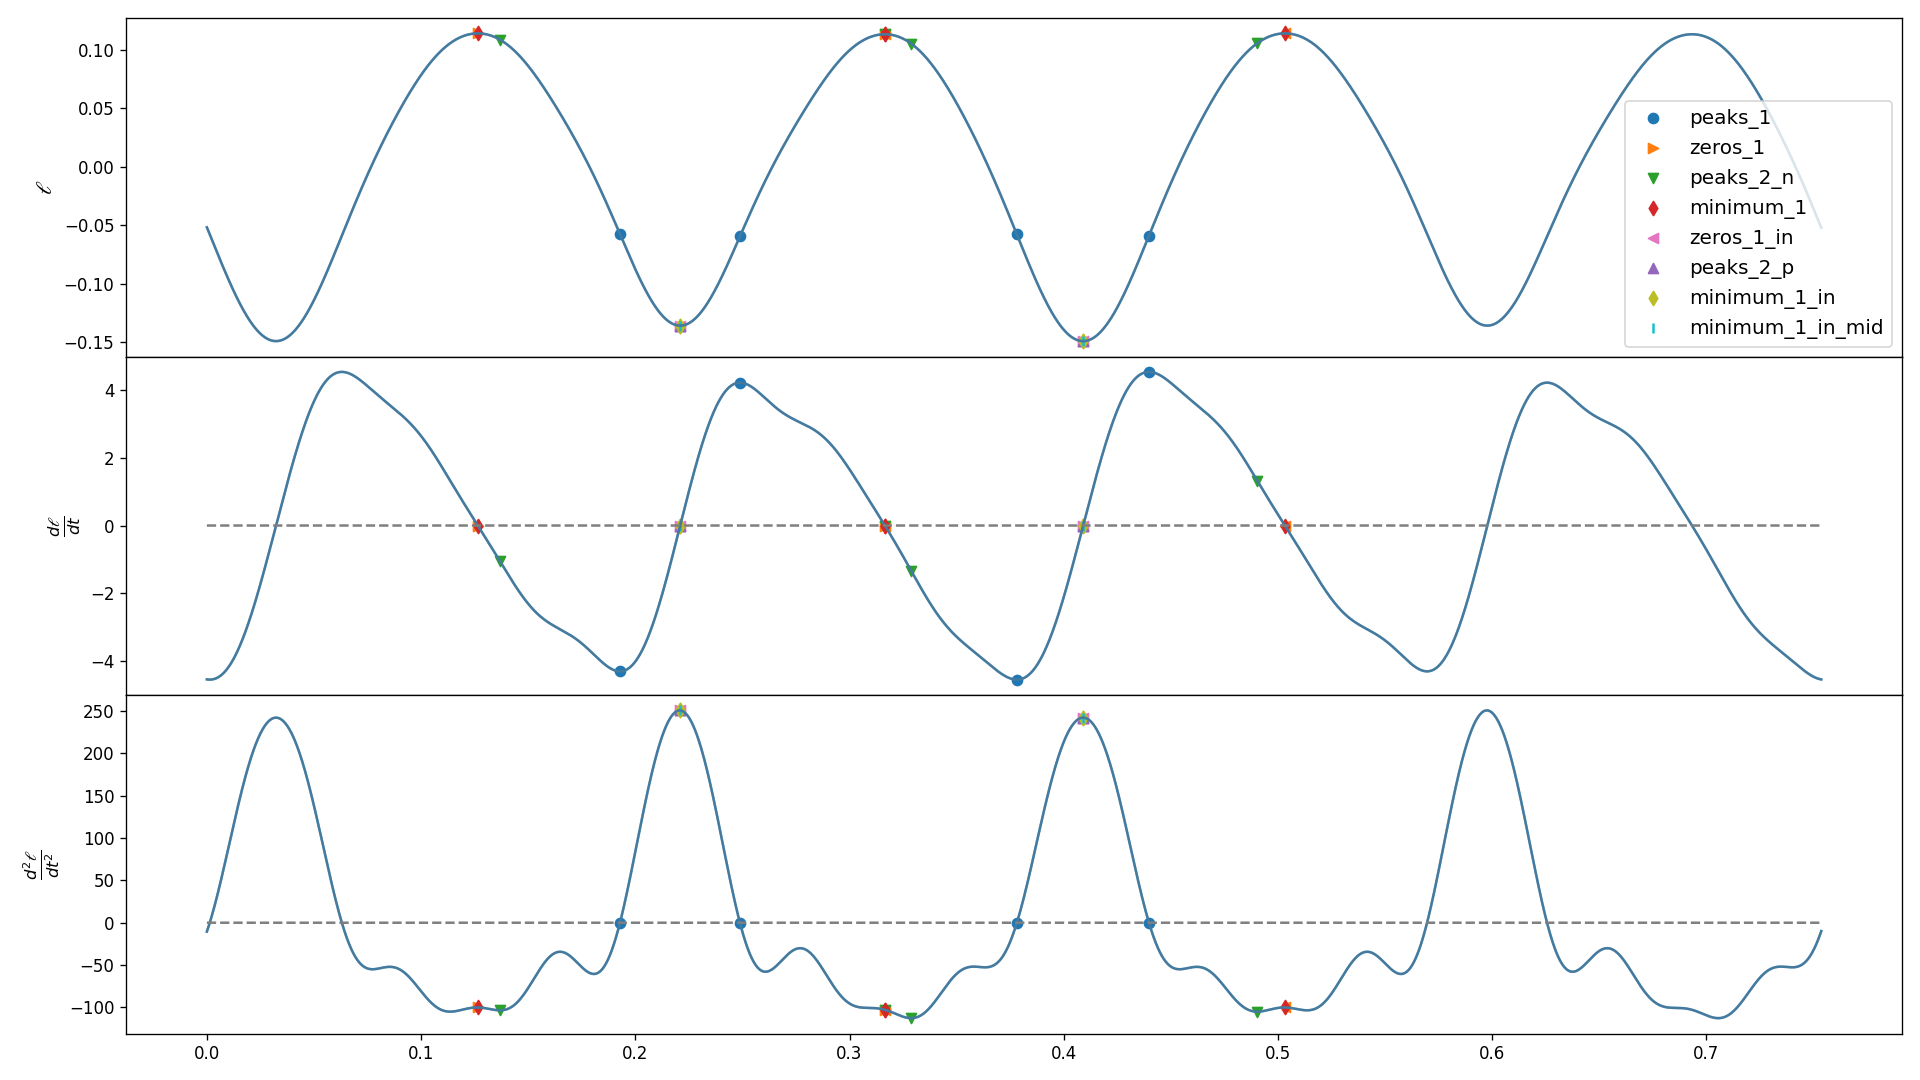 0.10
0.05
0.00
−0.05
−0.10
−0.15
ℓ
peaks_1
zeros_1
peaks_2_n
minimum_1
zeros_1_in
peaks_2_p
minimum_1_in
minimum_1_in_mid
4
2
0
−2
−4
dℓ
dt
250
200
150
100
50
0
−50
−100
d²ℓ
dt²
0.0 0.1 0.2 0.3 0.4 0.5 0.6 0.7